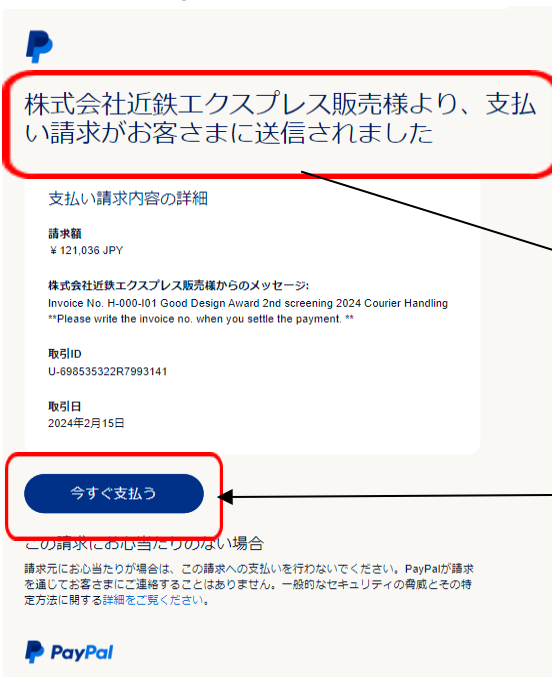 株式会社近鉄エクスプレス販売様より、支払
い請求がお客さまに送信されました
支払い請求内容の詳細
請求額
¥ 121,036 JPY
株式会社近鉄エクスプレス販売様からのメッセージ:
Invoice No. H-000-I01 Good Design Award 2nd screening 2024 Courier Handling
**Please write the invoice no. when you settle the payment. **
取引ID
U-698535322R7993141
取引日
2024年2月15日
今すぐ支払う
この請求にお心当たりのない場合
請求元にお心当たりが場合は、この請求への支払いを行わないでください。PayPalが請求
を通じてお客さまにご連絡することはありません。一般的なセキュリティの脅威とその特
定方法に関する詳細をご覧ください。
PayPal